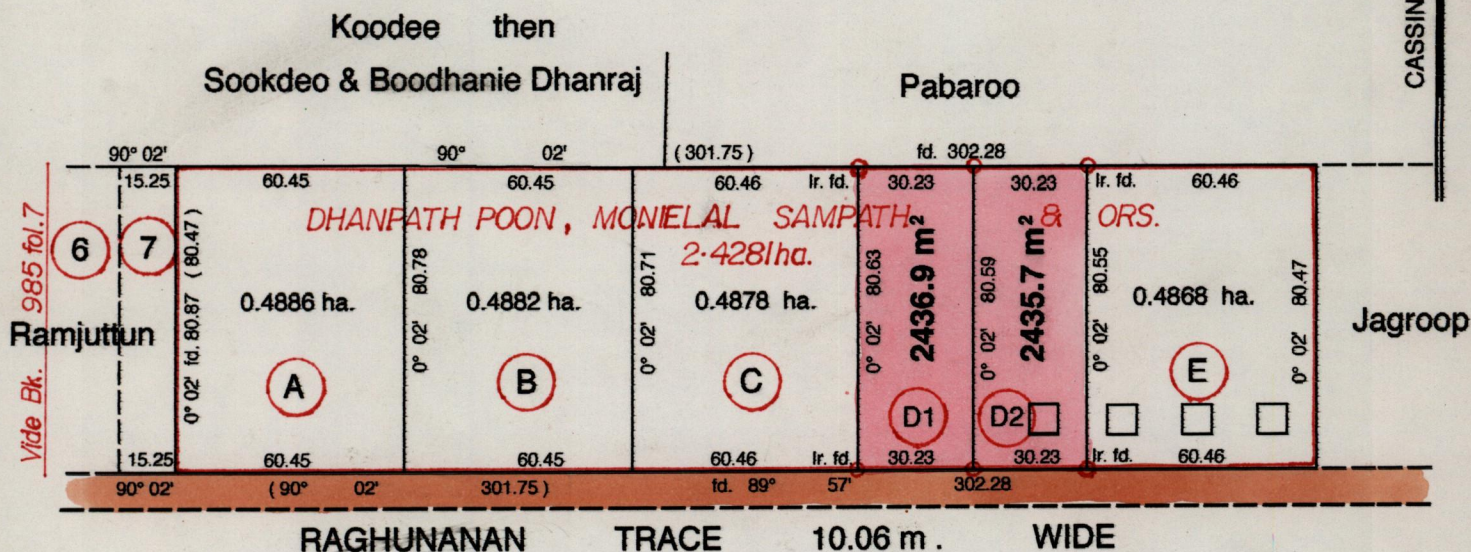 CASSIN
Koodee then
Sookdeo & Boodhanie Dhanraj
Pabaroo
90° 02' 90° 02' (301.75) fd. 302.28
15.25 60.45 60.45 60.46 Ir. fd. 30.23 30.23 Ir. fd. 60.46
DHANPATH POON, MONIELAL SAMPATH & ORS.
2·4281ha.
Vide Bk. 985 fol.7
6 7
0° 02' fd. 80.87 (80.47)
0° 02' 80.78
0° 02' 80.71
0° 02' 80.63
2436.9 m²
0° 02' 80.59
2435.7 m²
0° 02' 80.55
0° 02' 80.47
0.4886 ha. 0.4882 ha. 0.4878 ha. 0.4868 ha.
Ramjuttun
Jagroop
A B C D1 D2 E
15.25 60.45 60.45 60.46 Ir. fd. 30.23 30.23 Ir. fd. 60.46
90° 02' (90° 02' 301.75) fd. 89° 57' 302.28
RAGHUNANAN TRACE 10.06 m. WIDE